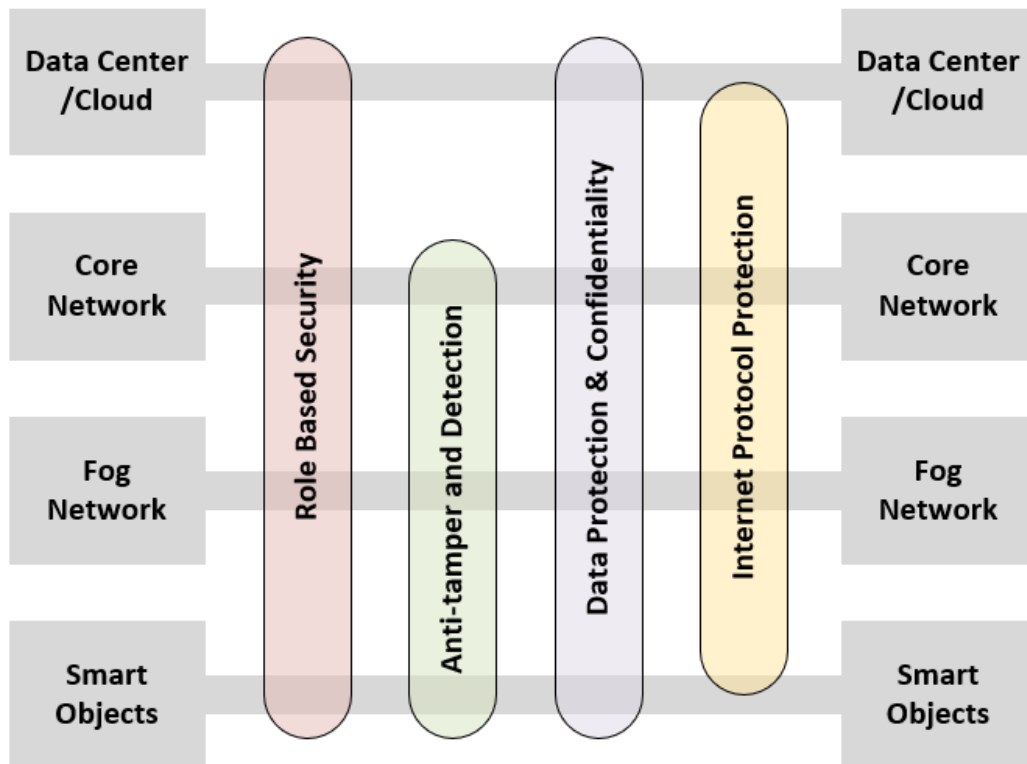 Data Center
/Cloud
Core
Network
Fog
Network
Smart
Objects
Role Based Security
Anti-tamper and Detection
Data Protection & Confidentiality
Internet Protocol Protection
Data Center
/Cloud
Core
Network
Fog
Network
Smart
Objects